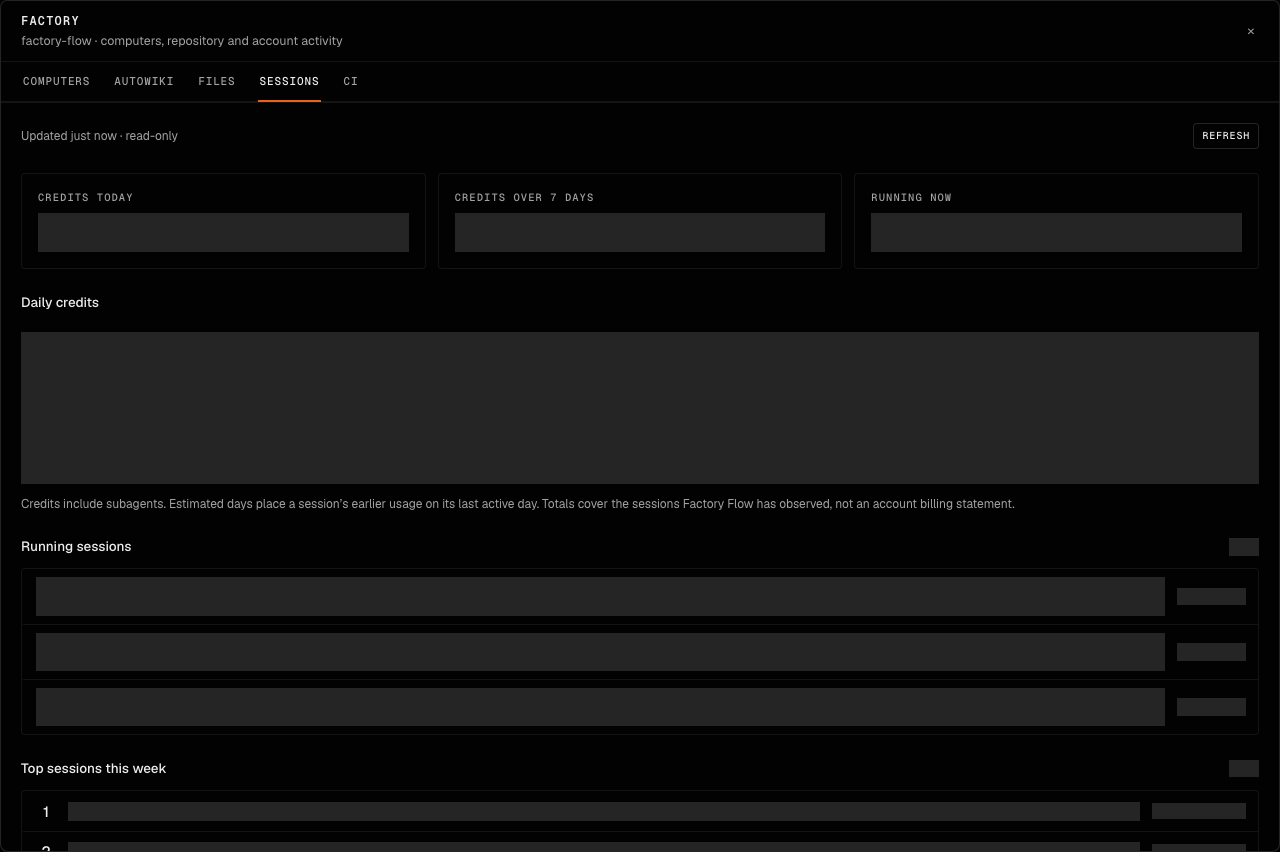 FACTORY
factory-flow · computers, repository and account activity
×
COMPUTERS AUTOWIKI FILES SESSIONS CI
Updated just now · read-only
REFRESH
CREDITS TODAY
CREDITS OVER 7 DAYS
RUNNING NOW
Daily credits
Credits include subagents. Estimated days place a session's earlier usage on its last active day. Totals cover the sessions Factory Flow has observed, not an account billing statement.
Running sessions
Top sessions this week
1